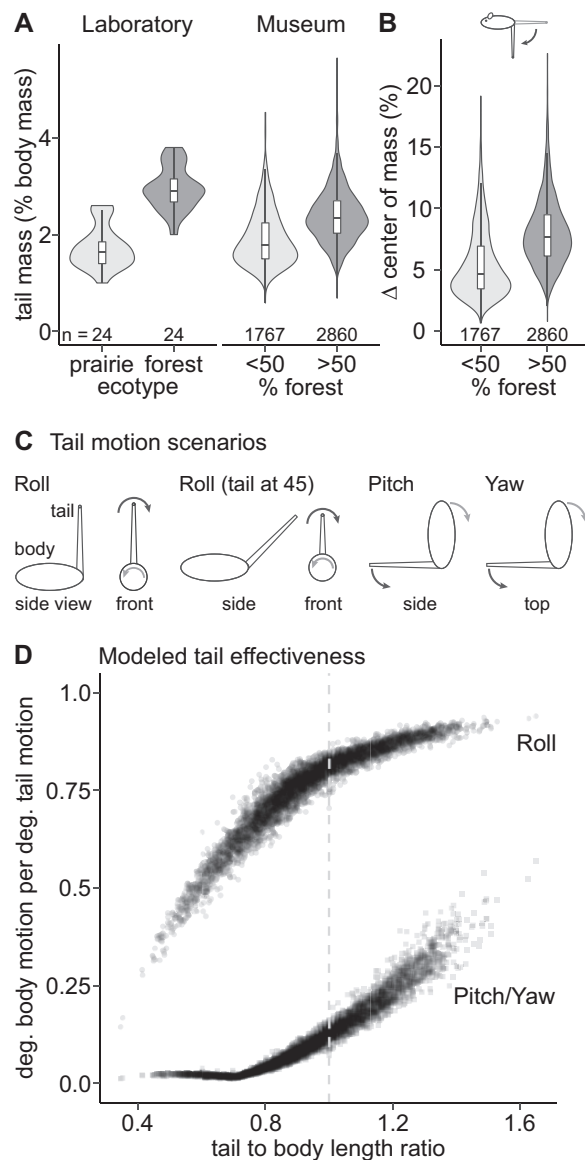 A Laboratory Museum
tail mass (% body mass)
4
2
0
n = 24 24 1767 2860
prairie forest <50 >50
ecotype % forest
B
Δ center of mass (%)
20
15
10
5
0
1767 2860
<50 >50
% forest
C Tail motion scenarios
Roll Roll (tail at 45) Pitch Yaw
tail
body
side view front side front side top
D Modeled tail effectiveness
deg. body motion per deg. tail motion
1.0
0.75
0.5
0.25
0.0
Roll
Pitch/Yaw
0.4 0.8 1.2 1.6
tail to body length ratio